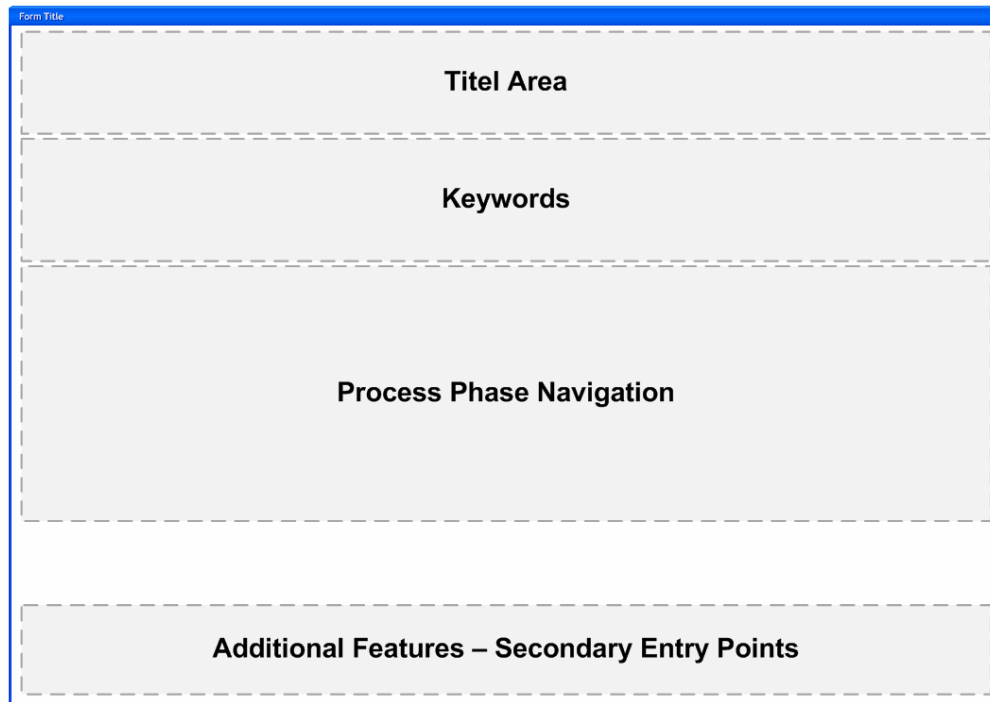 Form Title
Titel Area
Keywords
Process Phase Navigation
Additional Features – Secondary Entry Points